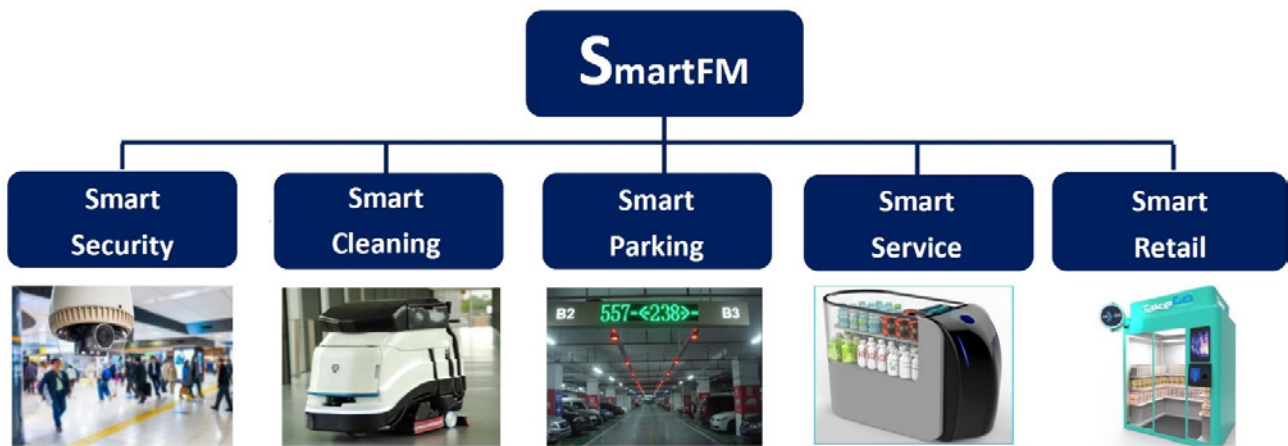 SmartFM
Smart
Security
Smart
Cleaning
Smart
Parking
Smart
Service
Smart
Retail
B2 557-<-238->- B3